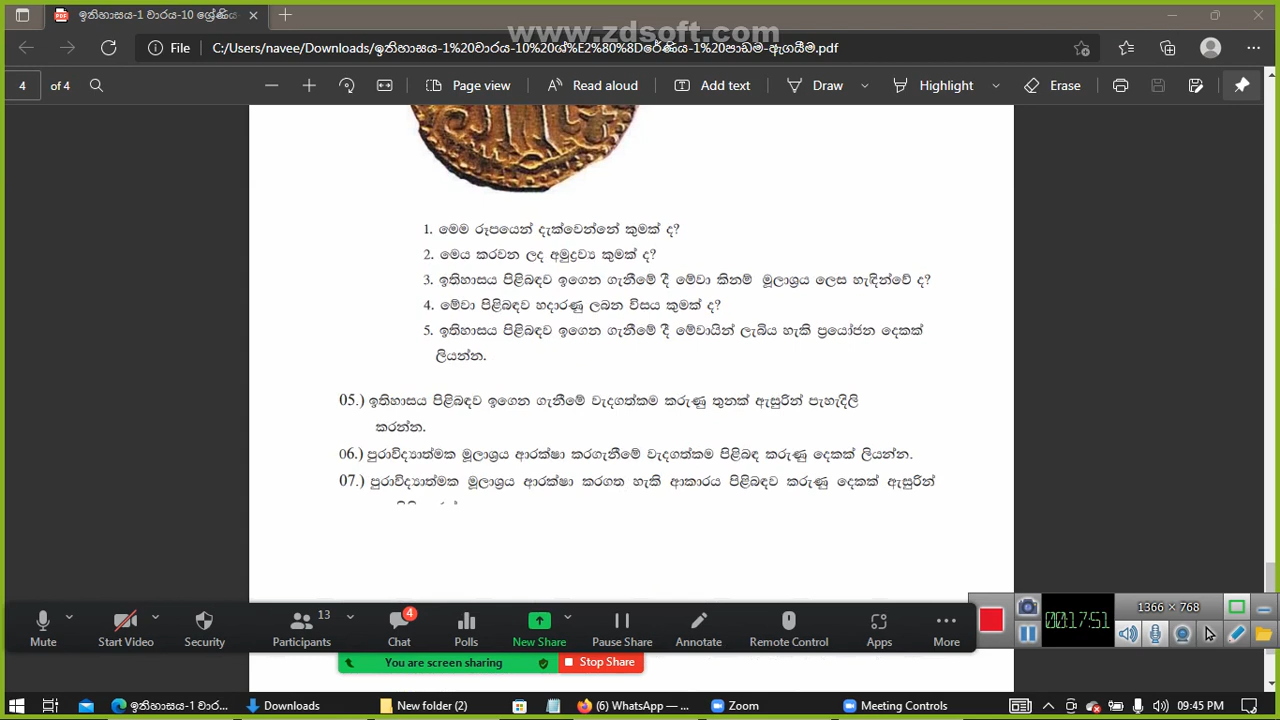 ඉතිහාසය-1 වාරය-10 ශ්‍රේණිය
www.zdsoft.com
File C:/Users/navee/Downloads/ඉතිහාසය-1%20වාරය-10%20ශ්%E2%80%8Dරේණිය-1%20පාඩම-ඇගයීම.pdf
4 of 4 Page view Read aloud Add text Draw Highlight Erase
1. මෙම රූපයෙන් දැක්වෙන්නේ කුමක් ද?
2. මෙය කරවන ලද අමුද්‍රව්‍ය කුමක් ද?
3. ඉතිහාසය පිළිබඳව ඉගෙන ගැනීමේ දී මේවා කිනම් මූලාශ්‍රය ලෙස හැඳින්වේ ද?
4. මේවා පිළිබඳව හදාරණු ලබන විසය කුමක් ද?
5. ඉතිහාසය පිළිබඳව ඉගෙන ගැනීමේ දී මේවායින් ලැබිය හැකි ප්‍රයෝජන දෙකක්
ලියන්න.
05.) ඉතිහාසය පිළිබඳව ඉගෙන ගැනීමේ වැදගත්කම කරුණු තුනක් ඇසුරින් පැහැදිලි
කරන්න.
06.) පුරාවිද්‍යාත්මක මූලාශ්‍රය ආරක්ෂා කරගැනීමේ වැදගත්කම පිළිබඳ කරුණු දෙකක් ලියන්න.
07.) පුරාවිද්‍යාත්මක මූලාශ්‍රය ආරක්ෂා කරගත හැකි ආකාරය පිළිබඳව කරුණු දෙකක් ඇසුරින්
13 4
Mute Start Video Security Participants Chat Polls New Share Pause Share Annotate Remote Control Apps More
00:17:51 1366 × 768
You are screen sharing Stop Share
ඉතිහාසය-1 වාර... Downloads New folder (2) (6) WhatsApp — ... Zoom Meeting Controls 09:45 PM